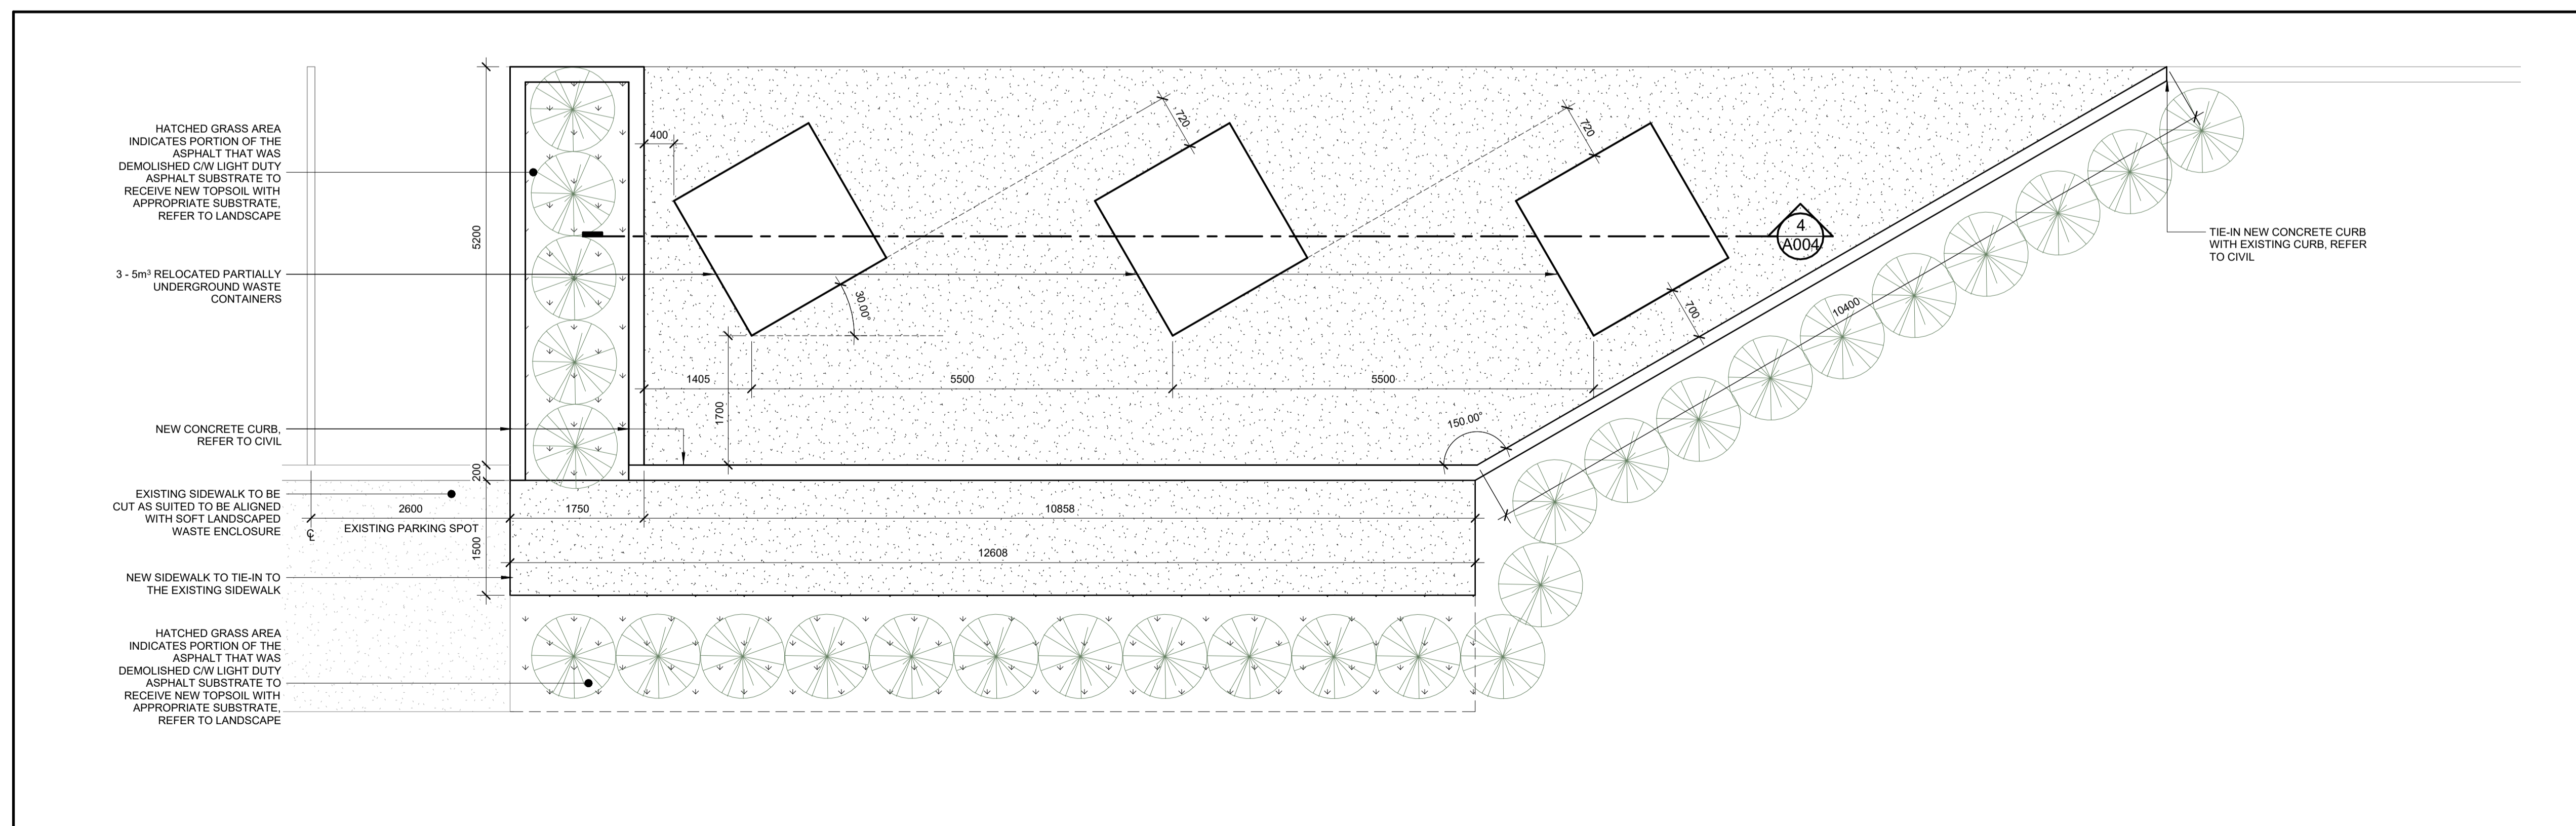 HATCHED GRASS AREA
INDICATES PORTION OF THE
ASPHALT THAT WAS
DEMOLISHED C/W LIGHT DUTY
ASPHALT SUBSTRATE TO
RECEIVE NEW TOPSOIL WITH
APPROPRIATE SUBSTRATE,
REFER TO LANDSCAPE
3 - 5m³ RELOCATED PARTIALLY
UNDERGROUND WASTE
CONTAINERS
NEW CONCRETE CURB,
REFER TO CIVIL
EXISTING SIDEWALK TO BE
CUT AS SUITED TO BE ALIGNED
WITH SOFT LANDSCAPED
WASTE ENCLOSURE
NEW SIDEWALK TO TIE-IN TO
THE EXISTING SIDEWALK
HATCHED GRASS AREA
INDICATES PORTION OF THE
ASPHALT THAT WAS
DEMOLISHED C/W LIGHT DUTY
ASPHALT SUBSTRATE TO
RECEIVE NEW TOPSOIL WITH
APPROPRIATE SUBSTRATE,
REFER TO LANDSCAPE
5200
200
1500
400
720
720
700
30.00°
1405
5500
5500
1700
150.00°
10400
4
A004
TIE-IN NEW CONCRETE CURB
WITH EXISTING CURB, REFER
TO CIVIL
2600
℄
EXISTING PARKING SPOT
1750
10858
12608